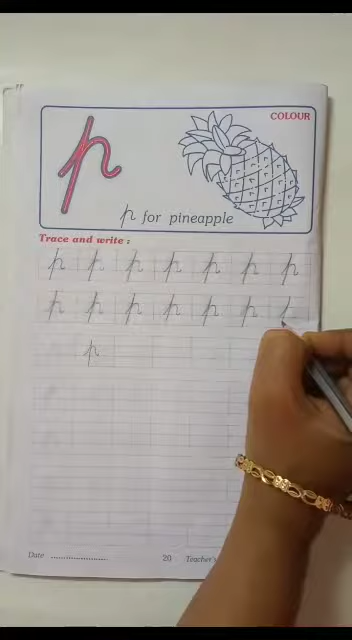 COLOUR
p
p for pineapple
Trace and write :
p p p p p p p
p p p p p p
p
Date ........................ 20 Teacher's